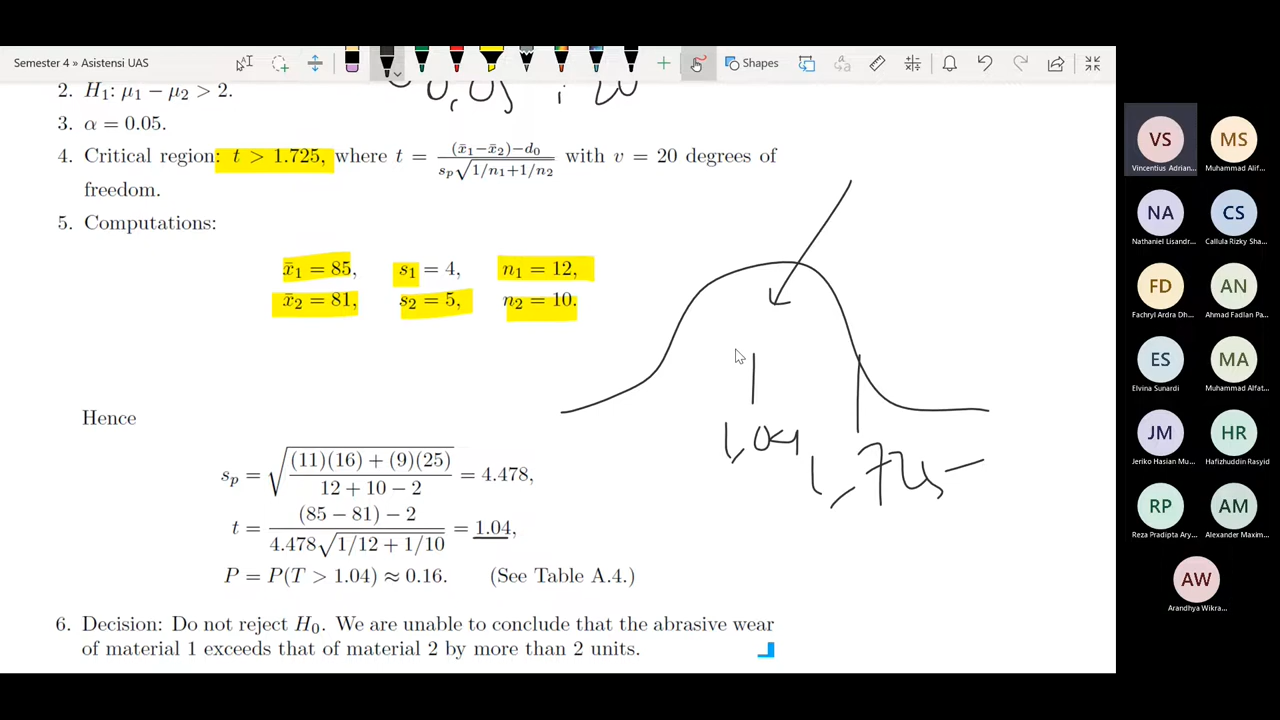 Semester 4 » Asistensi UAS
Shapes
0,05 ; 20
2. H₁: μ₁ − μ₂ > 2.
3. α = 0.05.
4. Critical region: t > 1.725, where t = (x̄₁−x̄₂)−d₀ / sₚ√1/n₁+1/n₂ with v = 20 degrees of
freedom.
5. Computations:
x̄₁ = 85, s₁ = 4, n₁ = 12,
x̄₂ = 81, s₂ = 5, n₂ = 10.
Hence
sₚ = √(11)(16) + (9)(25) / 12 + 10 − 2 = 4.478,
t = (85 − 81) − 2 / 4.478√1/12 + 1/10 = 1.04,
P = P(T > 1.04) ≈ 0.16. (See Table A.4.)
6. Decision: Do not reject H₀. We are unable to conclude that the abrasive wear
of material 1 exceeds that of material 2 by more than 2 units.
1,04
1,725
VS MS
Vincentius Adrian... Muhammad Alif...
NA CS
Nathaniel Lisandr... Callula Rizky Sha...
FD AN
Fachryl Ardra Dh... Ahmad Fadlan Pa...
ES MA
Elvina Sunardi Muhammad Alfat...
JM HR
Jeriko Hasian Mu... Hafizhuddin Rasyid
RP AM
Reza Pradipta Ary... Alexander Maxim...
AW
Arandhya Wikra...